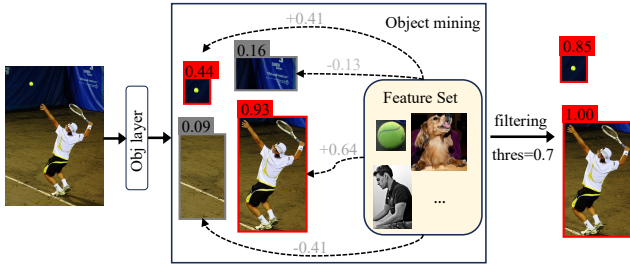 Object mining
+0.41
0.16
-0.13
0.44
0.85
Feature Set
Obj layer
0.09
0.93
+0.64
...
filtering
thres=0.7
1.00
-0.41